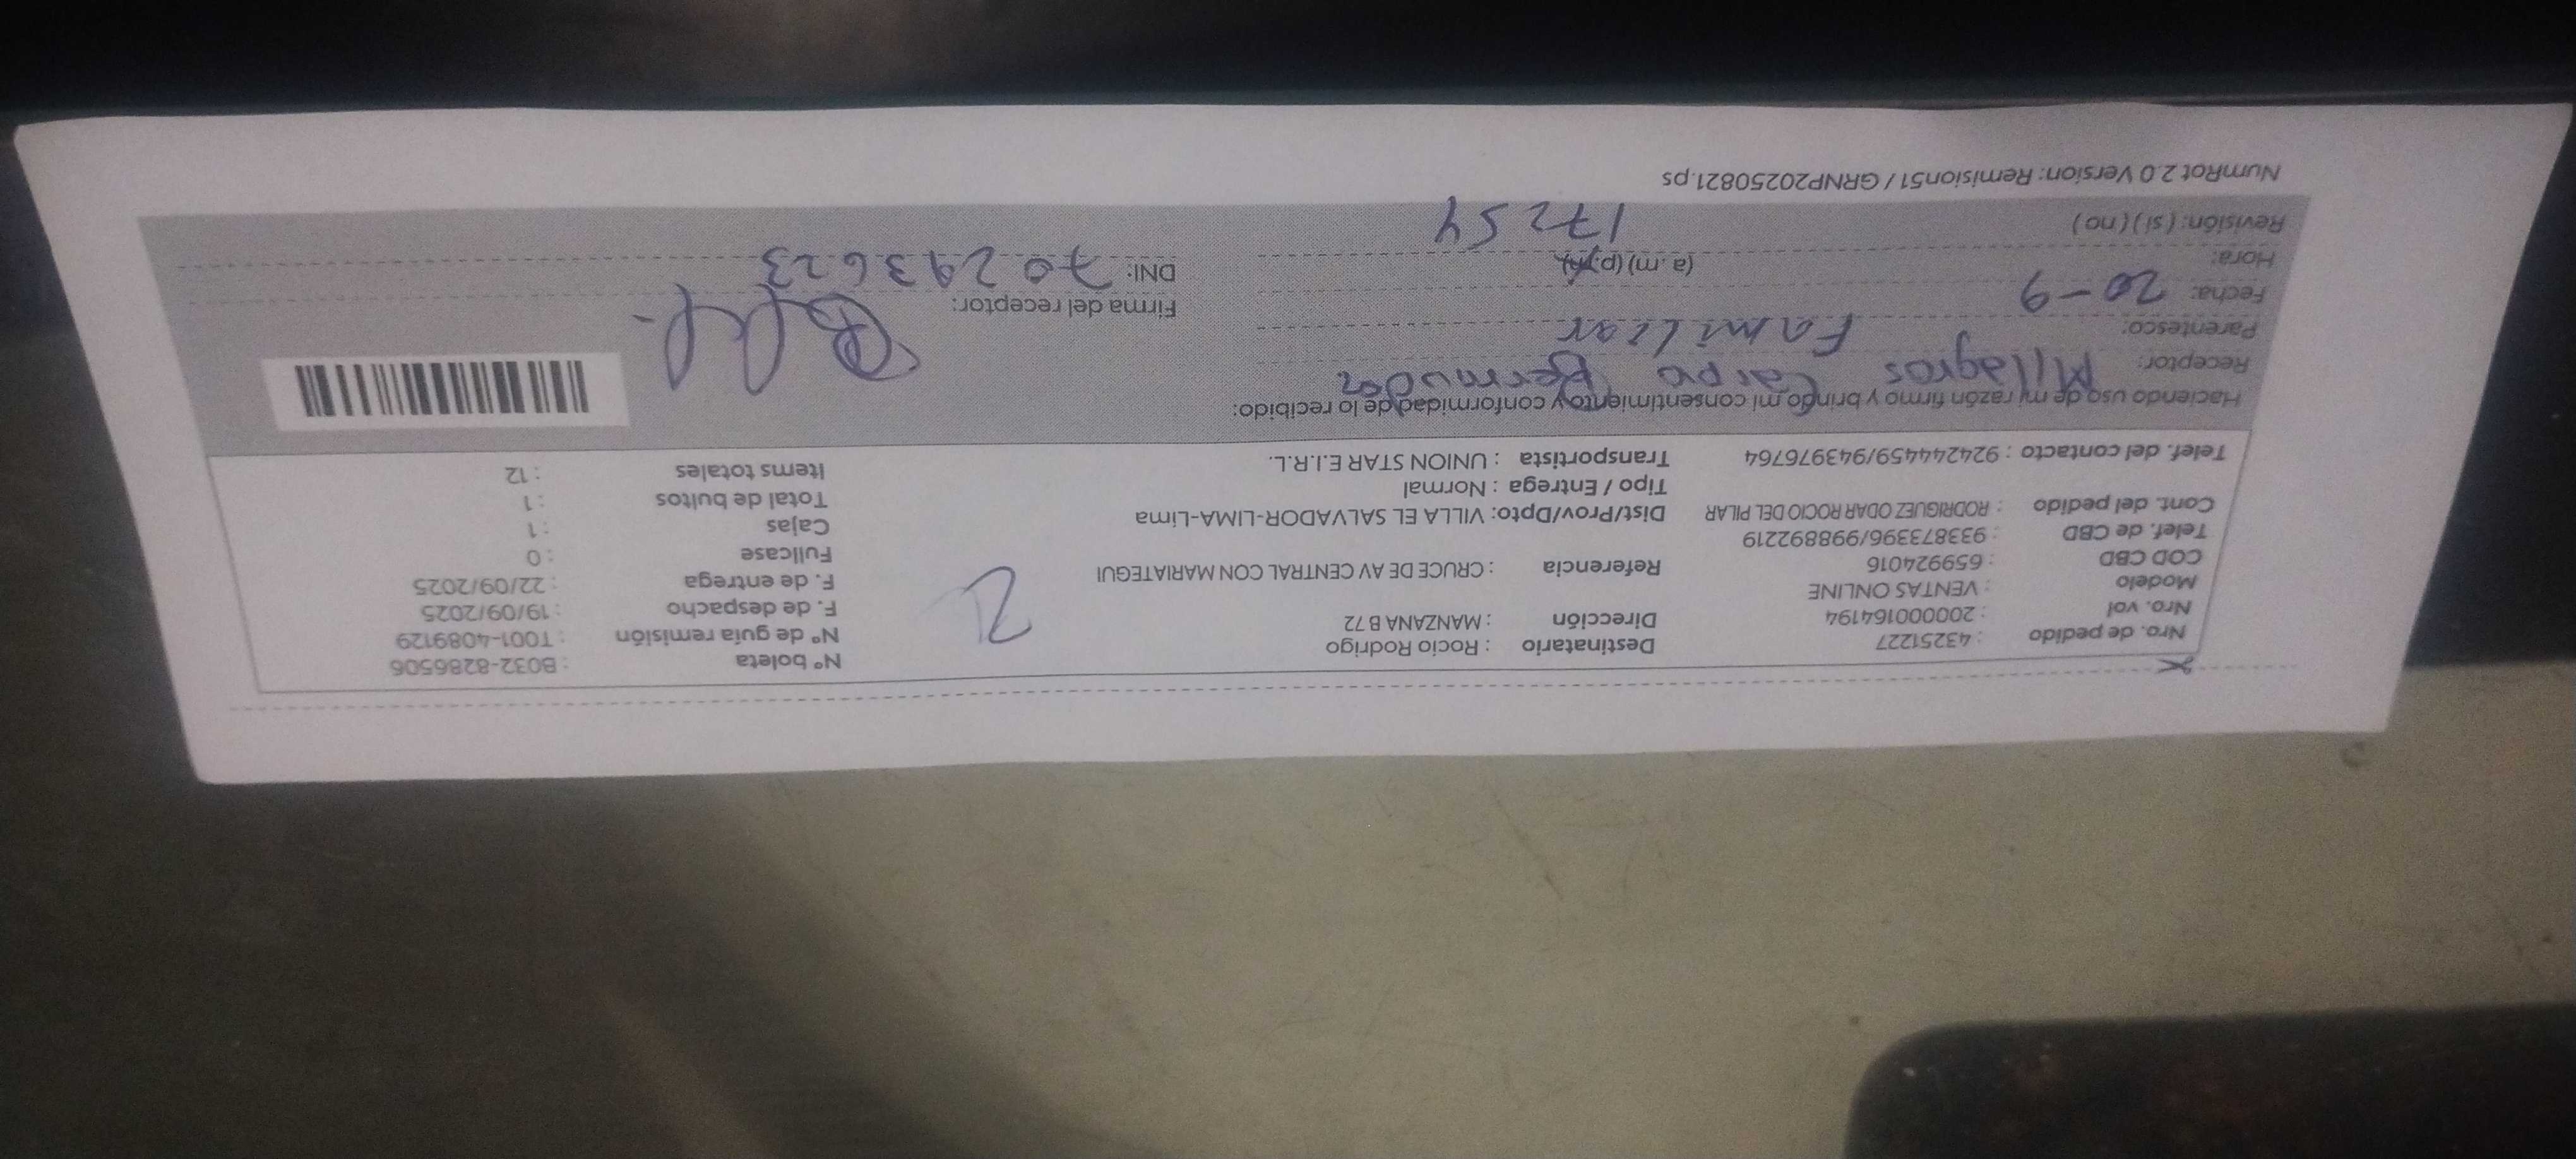 Nro. de pedido : 43251227
Nro. vol : 200000164194
Modelo : VENTAS ONLINE
COD CBD : 659924016
Telef. de CBD : 933873396/998892219
Cont. del pedido : RODRIGUEZ ODAR ROCIO DEL PILAR
Telef. del contacto : 924244459/943976764
Destinatario : Rocio Rodrigo
Dirección : MANZANA B 72
Referencia : CRUCE DE AV CENTRAL CON MARIATEGUI
Dist/Prov/Dpto: VILLA EL SALVADOR-LIMA-Lima
Tipo / Entrega : Normal
Transportista : UNION STAR E.I.R.L.
2
Nº boleta : B032-8286506
Nº de guía remisión : T001-4089129
F. de despacho : 19/09/2025
F. de entrega : 22/09/2025
Fullcase : 0
Cajas : 1
Total de bultos : 1
Items totales : 12
Haciendo uso de mi razón firmo y brindo mi consentimiento y conformidad de lo recibido:
Receptor: Milagros Carpo Bermudez
Parentesco: Familiar
Fecha: 20-9
Hora: (a. m) (p. m)
17254
Revisión: ( si ) ( no )
Firma del receptor:
DNI: 70293623
NumRot 2.0 Version: Remision51 / GRNP20250821.ps